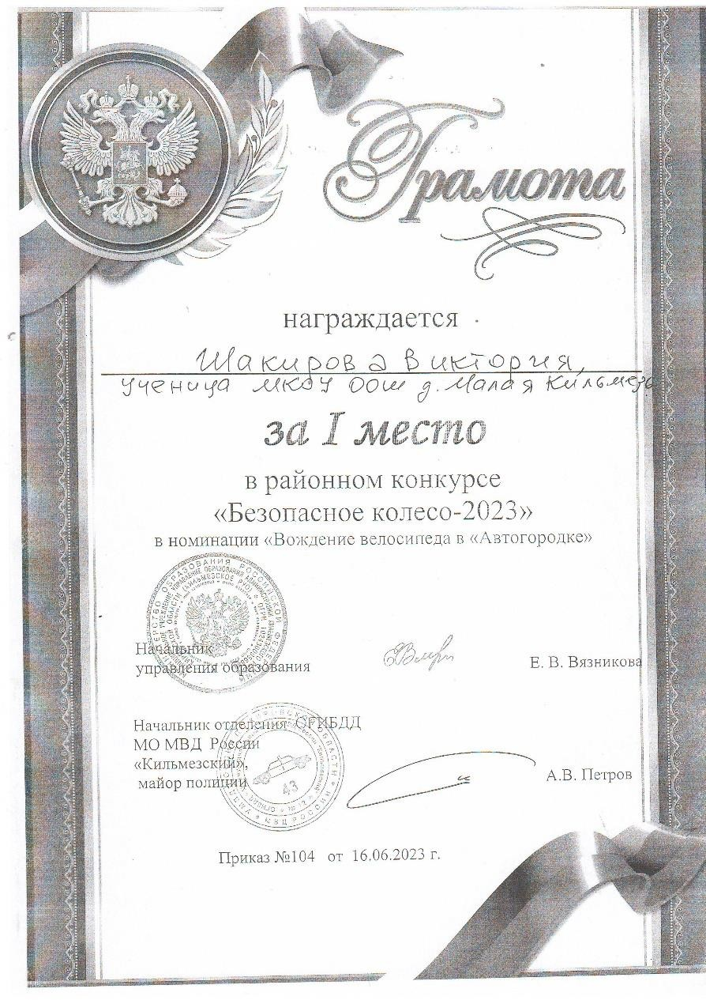 Грамота
награждается
Шакирова Виктория,
ученица МКОУ ООШ д. Малая Кильмезь
за I место
в районном конкурсе
«Безопасное колесо-2023»
в номинации «Вождение велосипеда в «Автогородке»
Начальник
управления образования
Е. В. Вязникова
Начальник отделения ОГИБДД
МО МВД России
«Кильмезский»,
майор полиции
А.В. Петров
43
Приказ №104 от 16.06.2023 г.